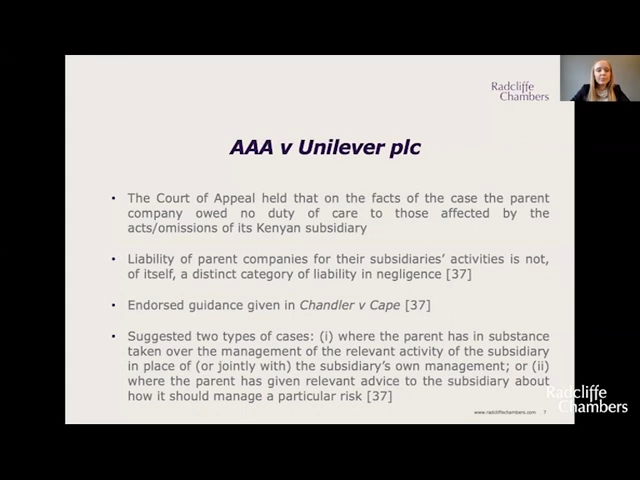 Radcliffe
Chambers
AAA v Unilever plc
• The Court of Appeal held that on the facts of the case the parent
company owed no duty of care to those affected by the
acts/omissions of its Kenyan subsidiary
• Liability of parent companies for their subsidiaries' activities is not,
of itself, a distinct category of liability in negligence [37]
• Endorsed guidance given in Chandler v Cape [37]
• Suggested two types of cases: (i) where the parent has in substance
taken over the management of the relevant activity of the subsidiary
in place of (or jointly with) the subsidiary's own management; or (ii)
where the parent has given relevant advice to the subsidiary about
how it should manage a particular risk [37]
Radcliffe
Chambers
www.radcliffechambers.com 7